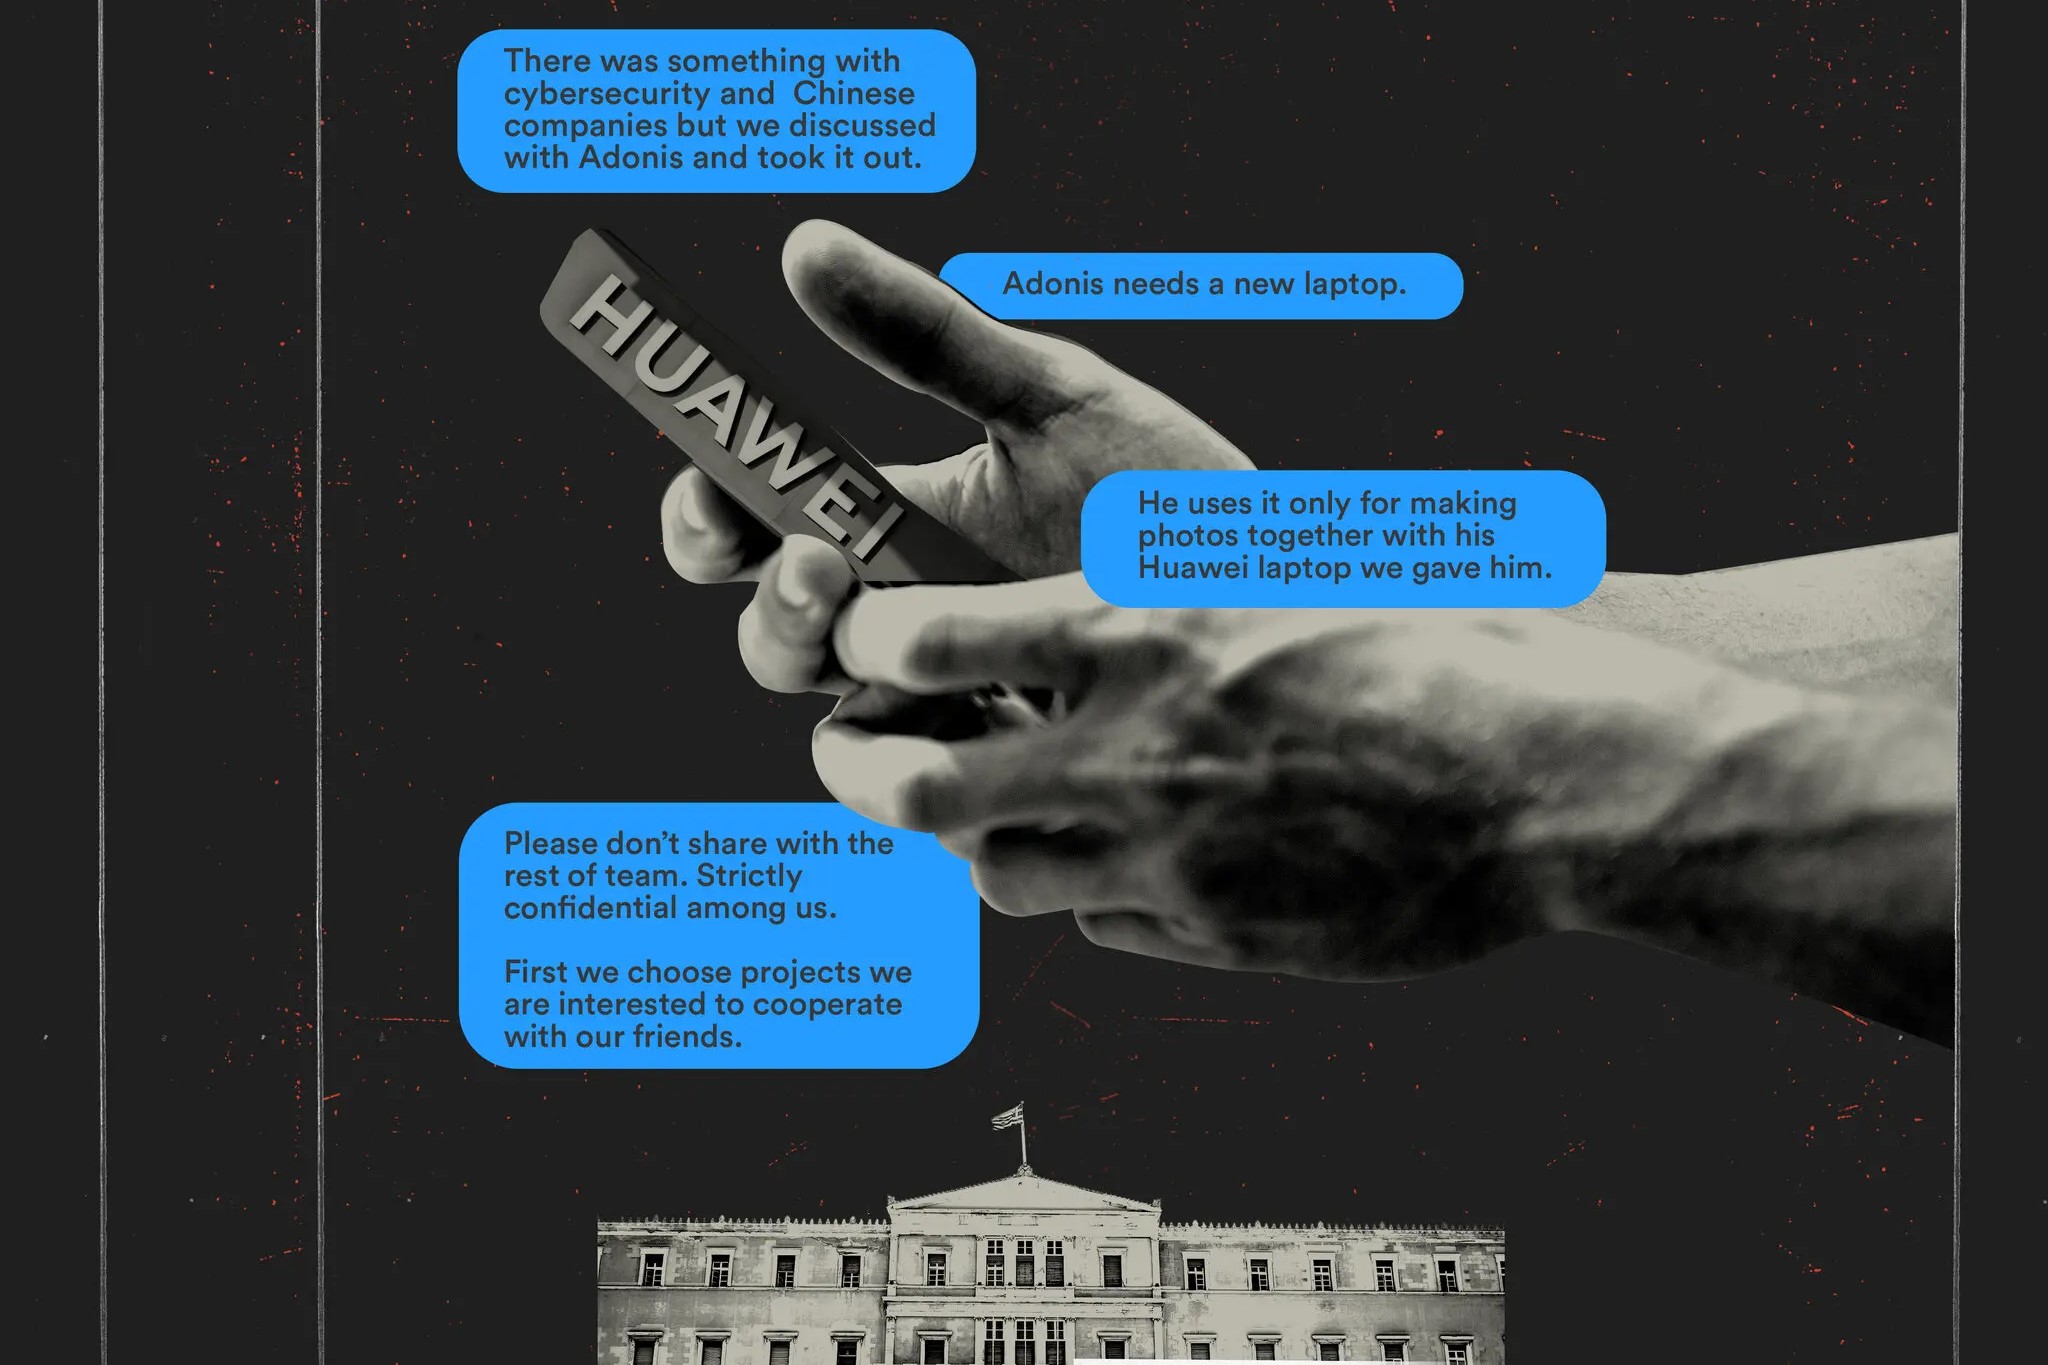 There was something with
cybersecurity and  Chinese
companies but we discussed
with Adonis and took it out.
Adonis needs a new laptop.
HUAWEI
He uses it only for making
photos together with his
Huawei laptop we gave him.
Please don't share with the
rest of team. Strictly
confidential among us.
First we choose projects we
are interested to cooperate
with our friends.